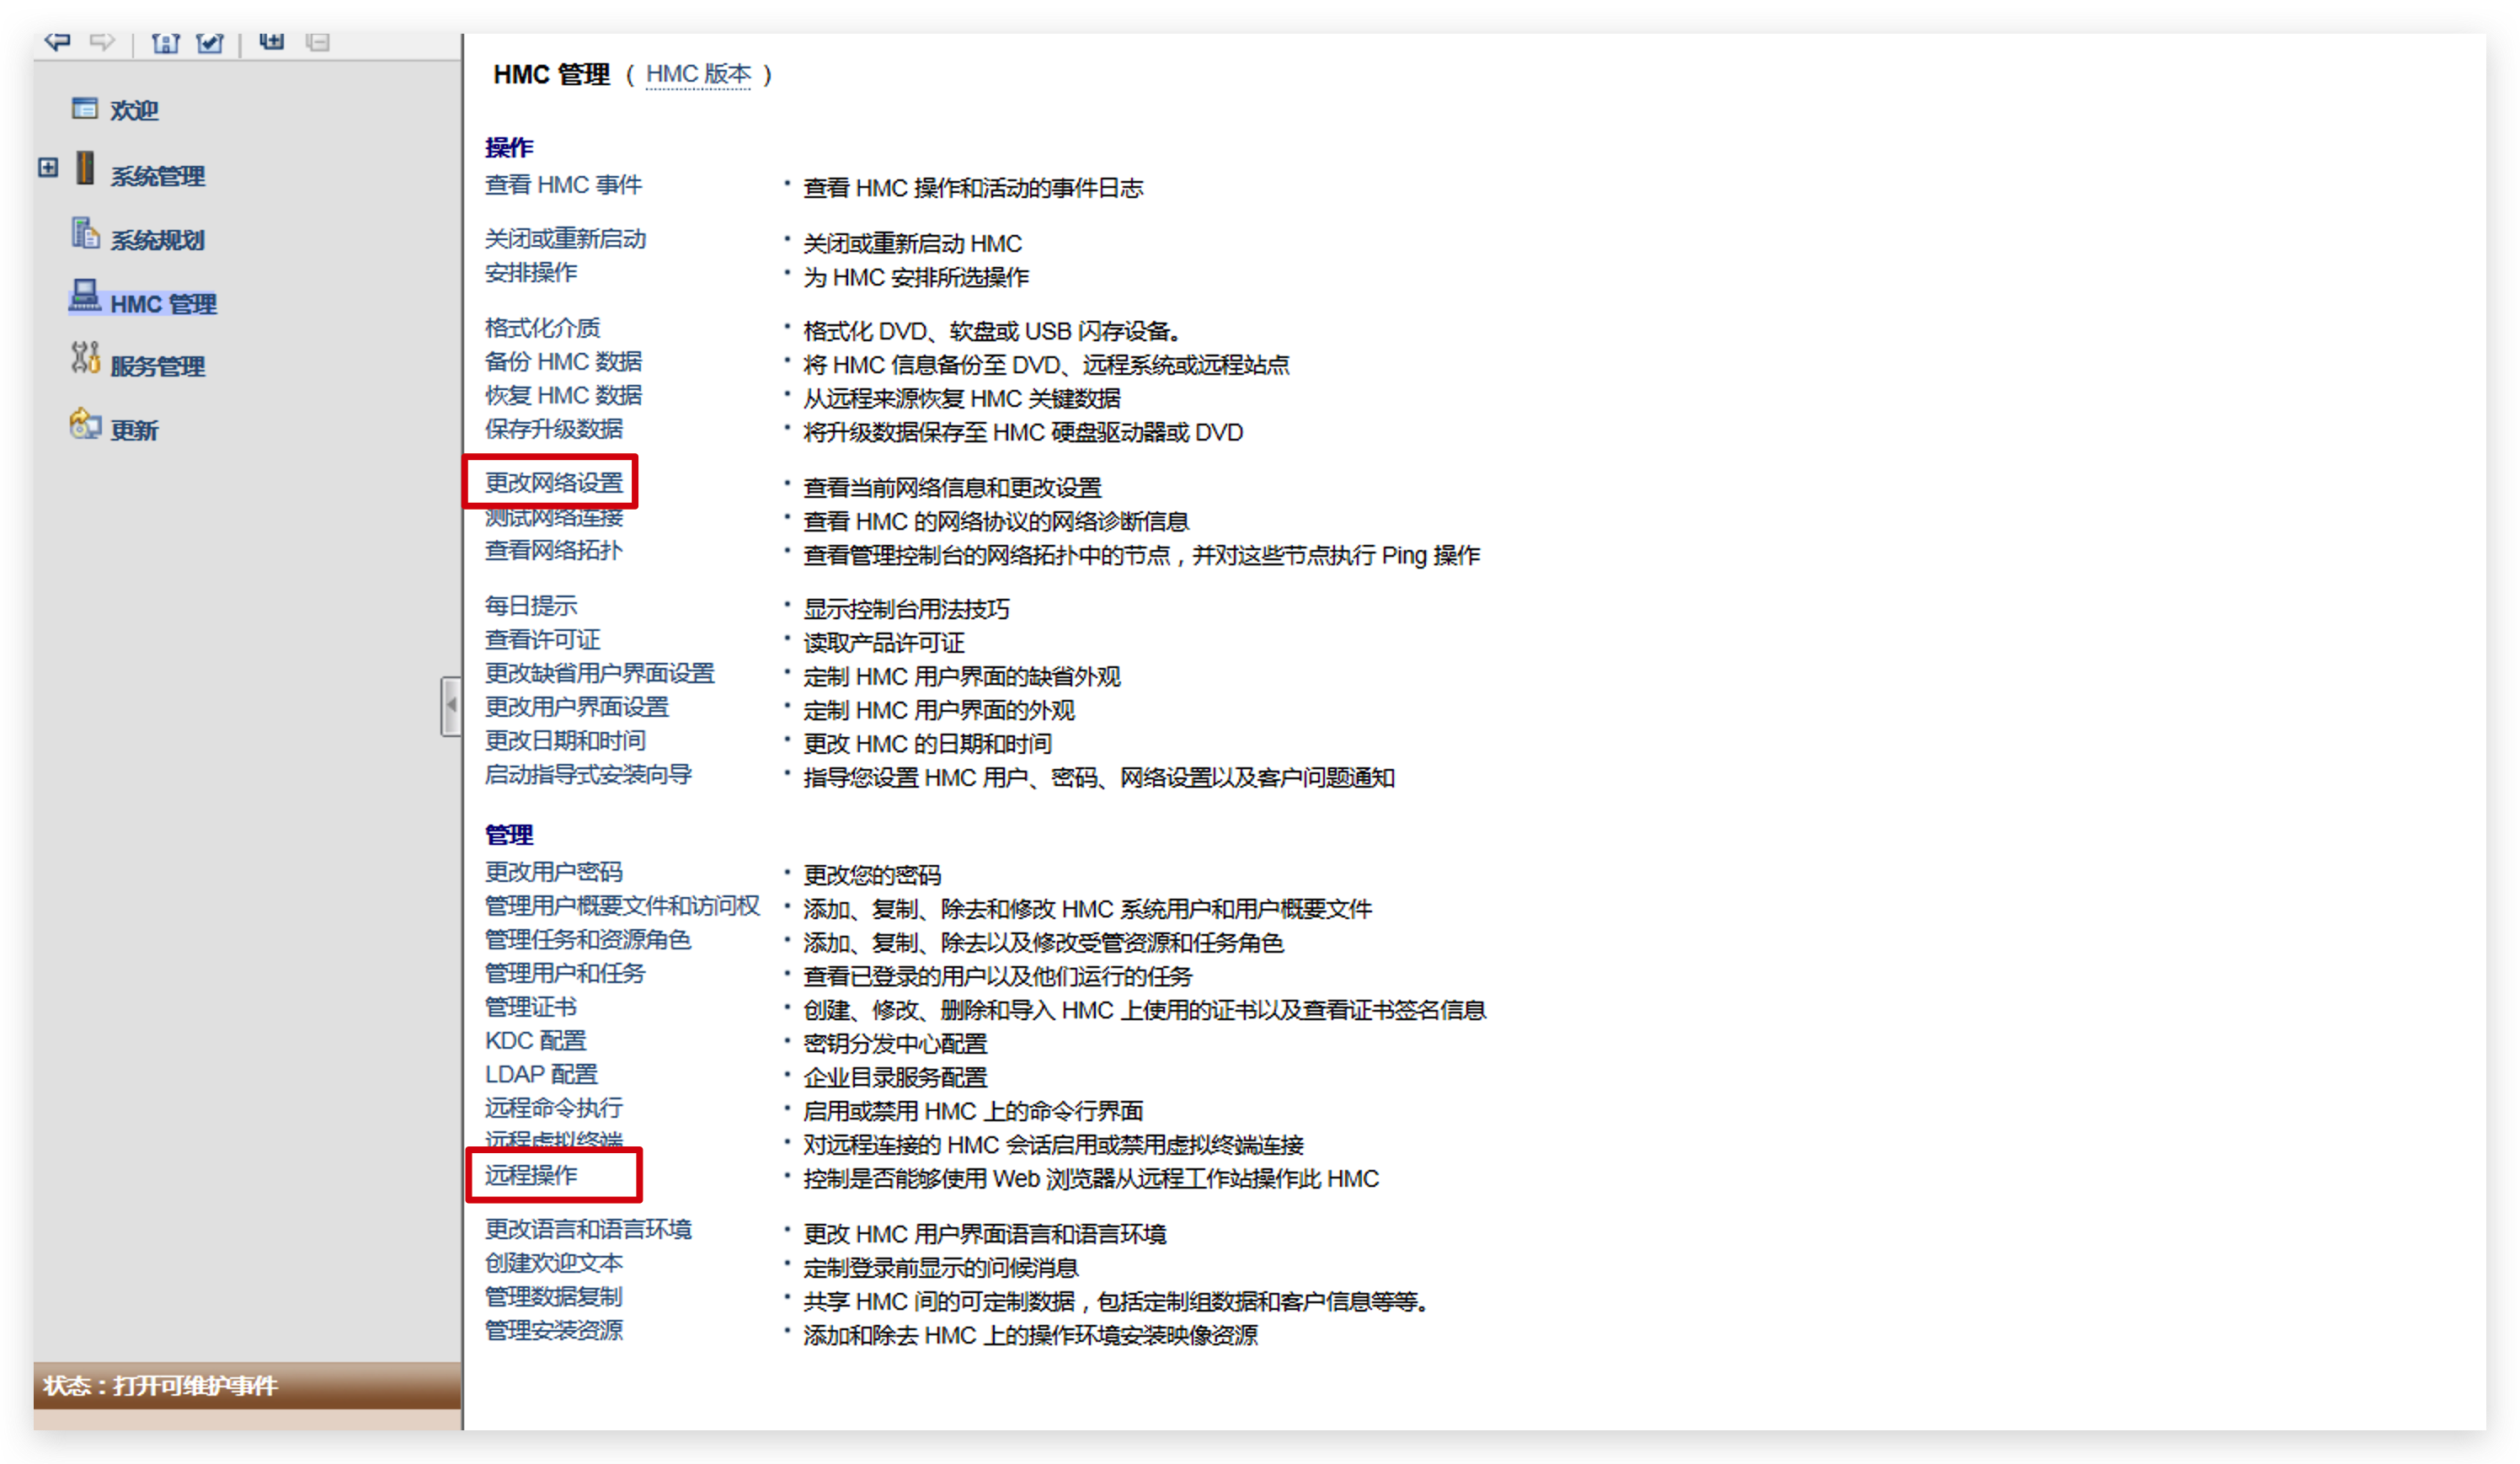 欢迎
系统管理
系统规划
HMC 管理
服务管理
更新
状态：打开可维护事件
HMC 管理 （ HMC 版本 ）
操作
查看 HMC 事件 · 查看 HMC 操作和活动的事件日志
关闭或重新启动 · 关闭或重新启动 HMC
安排操作 · 为 HMC 安排所选操作
格式化介质 · 格式化 DVD、软盘或 USB 闪存设备。
备份 HMC 数据 · 将 HMC 信息备份至 DVD、远程系统或远程站点
恢复 HMC 数据 · 从远程来源恢复 HMC 关键数据
保存升级数据 · 将升级数据保存至 HMC 硬盘驱动器或 DVD
更改网络设置 · 查看当前网络信息和更改设置
测试网络连接 · 查看 HMC 的网络协议的网络诊断信息
查看网络拓扑 · 查看管理控制台的网络拓扑中的节点，并对这些节点执行 Ping 操作
每日提示 · 显示控制台用法技巧
查看许可证 · 读取产品许可证
更改缺省用户界面设置 · 定制 HMC 用户界面的缺省外观
更改用户界面设置 · 定制 HMC 用户界面的外观
更改日期和时间 · 更改 HMC 的日期和时间
启动指导式安装向导 · 指导您设置 HMC 用户、密码、网络设置以及客户问题通知
管理
更改用户密码 · 更改您的密码
管理用户概要文件和访问权 · 添加、复制、除去和修改 HMC 系统用户和用户概要文件
管理任务和资源角色 · 添加、复制、除去以及修改受管资源和任务角色
管理用户和任务 · 查看已登录的用户以及他们运行的任务
管理证书 · 创建、修改、删除和导入 HMC 上使用的证书以及查看证书签名信息
KDC 配置 · 密钥分发中心配置
LDAP 配置 · 企业目录服务配置
远程命令执行 · 启用或禁用 HMC 上的命令行界面
远程虚拟终端 · 对远程连接的 HMC 会话启用或禁用虚拟终端连接
远程操作 · 控制是否能够使用 Web 浏览器从远程工作站操作此 HMC
更改语言和语言环境 · 更改 HMC 用户界面语言和语言环境
创建欢迎文本 · 定制登录前显示的问候消息
管理数据复制 · 共享 HMC 间的可定制数据，包括定制组数据和客户信息等等。
管理安装资源 · 添加和除去 HMC 上的操作环境安装映像资源